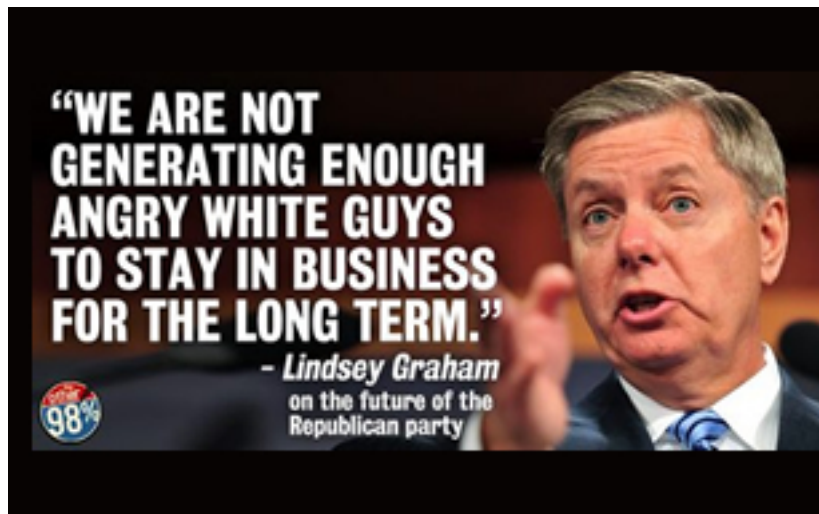 “WE ARE NOT
GENERATING ENOUGH
ANGRY WHITE GUYS
TO STAY IN BUSINESS
FOR THE LONG TERM.”
– Lindsey Graham
on the future of the
Republican party
other
98%